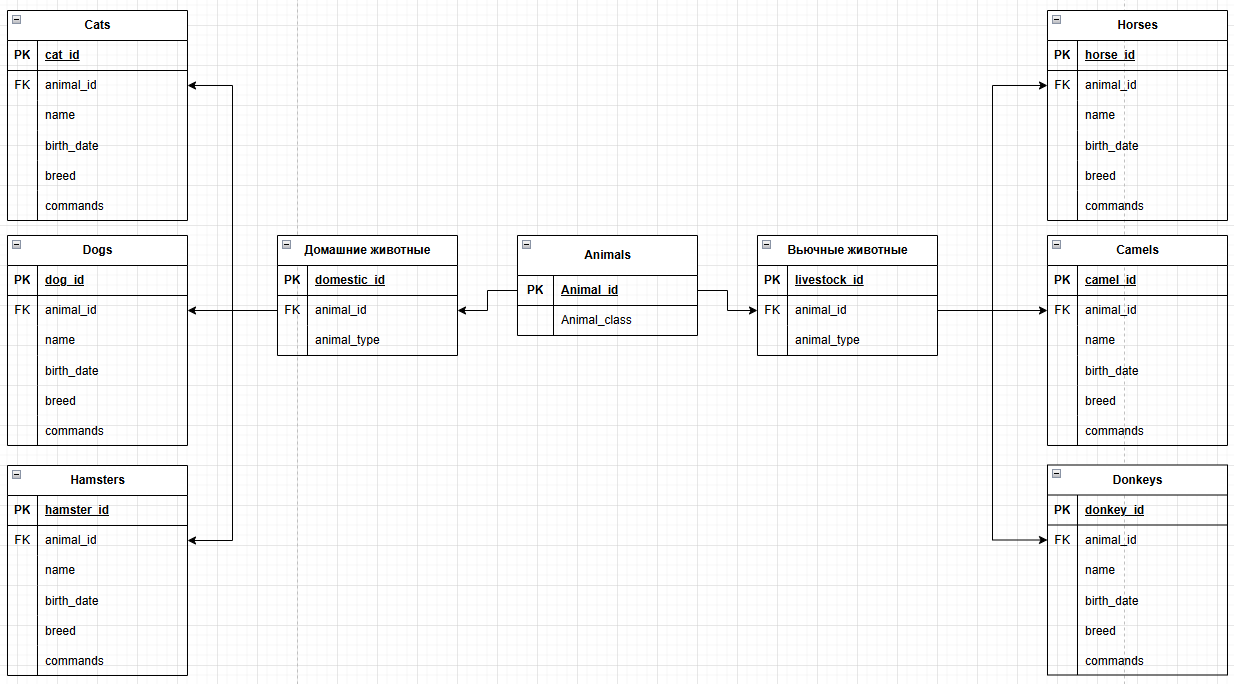 Cats
PK cat_id
FK animal_id
name
birth_date
breed
commands
Dogs
PK dog_id
FK animal_id
name
birth_date
breed
commands
Hamsters
PK hamster_id
FK animal_id
name
birth_date
breed
commands
Домашние животные
PK domestic_id
FK animal_id
animal_type
Animals
PK Animal_id
Animal_class
Вьючные животные
PK livestock_id
FK animal_id
animal_type
Horses
PK horse_id
FK animal_id
name
birth_date
breed
commands
Camels
PK camel_id
FK animal_id
name
birth_date
breed
commands
Donkeys
PK donkey_id
FK animal_id
name
birth_date
breed
commands